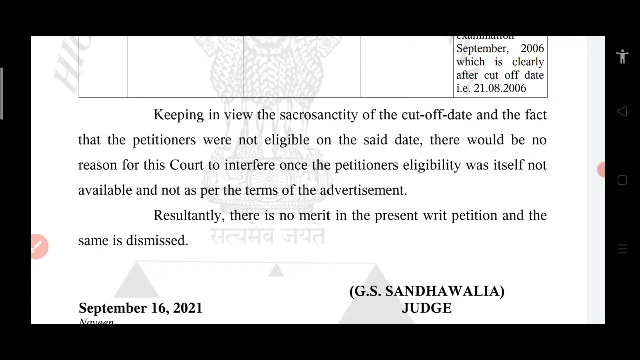 examination
September, 2006
which is clearly
after cut off date
i.e. 21.08.2006
Keeping in view the sacrosanctity of the cut-off-date and the fact
that the petitioners were not eligible on the said date, there would be no
reason for this Court to interfere once the petitioners eligibility was itself not
available and not as per the terms of the advertisement.
Resultantly, there is no merit in the present writ petition and the
same is dismissed.
सत्यमेव जयते
(G.S. SANDHAWALIA)
September 16, 2021 JUDGE
Naveen